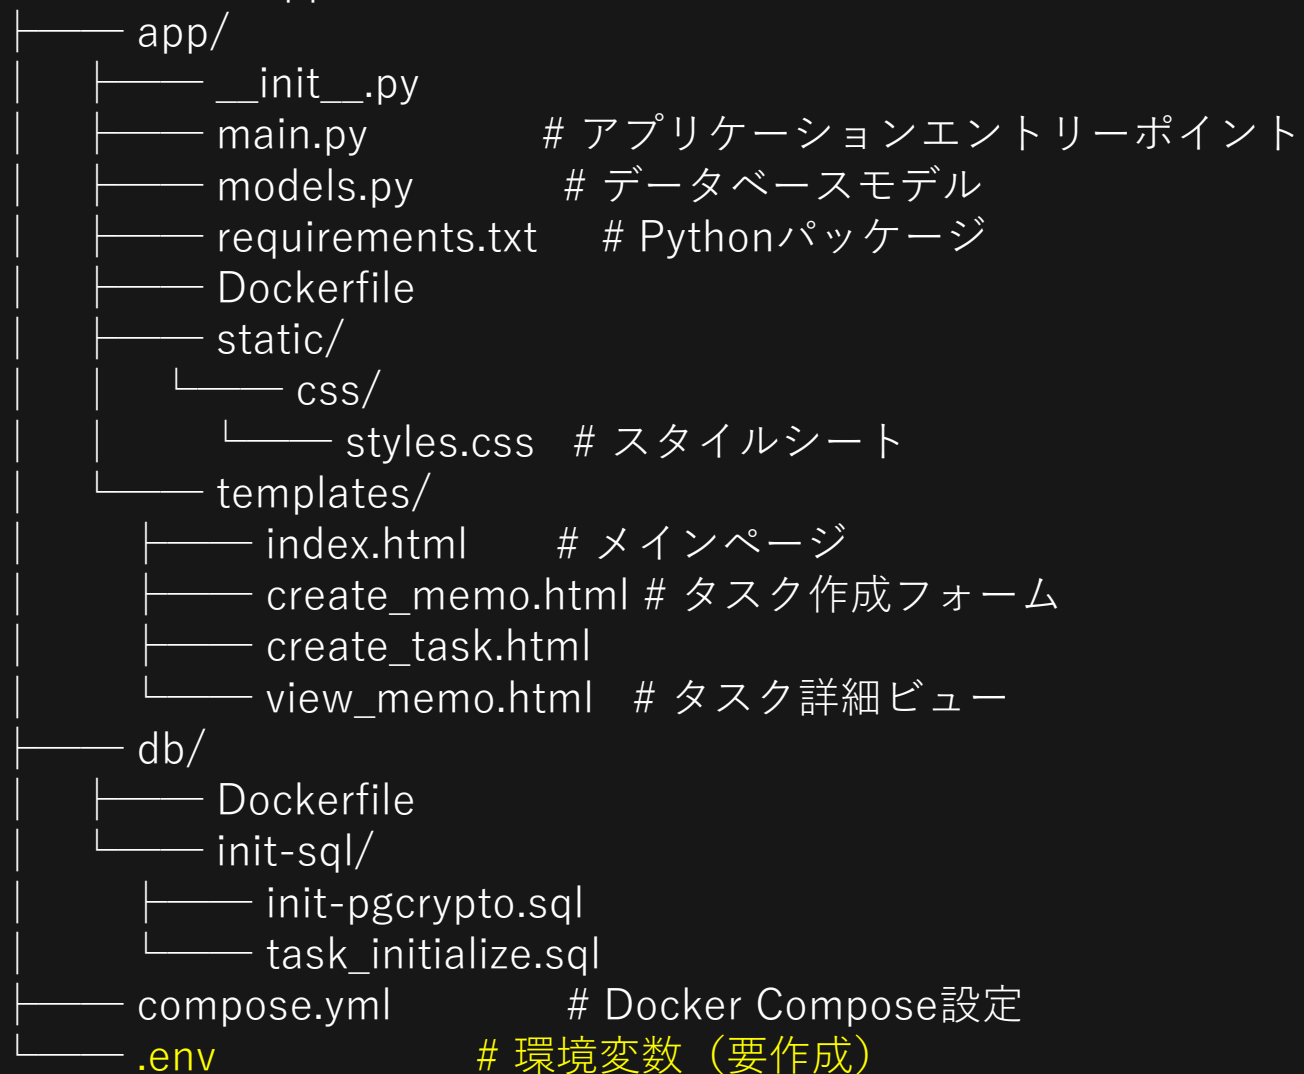 ├── app/
│ ├── __init__.py
│ ├── main.py # アプリケーションエントリーポイント
│ ├── models.py # データベースモデル
│ ├── requirements.txt # Pythonパッケージ
│ ├── Dockerfile
│ ├── static/
│ │ └── css/
│ │ └── styles.css # スタイルシート
│ └── templates/
│ ├── index.html # メインページ
│ ├── create_memo.html # タスク作成フォーム
│ ├── create_task.html
│ └── view_memo.html # タスク詳細ビュー
├── db/
│ ├── Dockerfile
│ └── init-sql/
│ ├── init-pgcrypto.sql
│ └── task_initialize.sql
├── compose.yml # Docker Compose設定
└── .env # 環境変数（要作成）